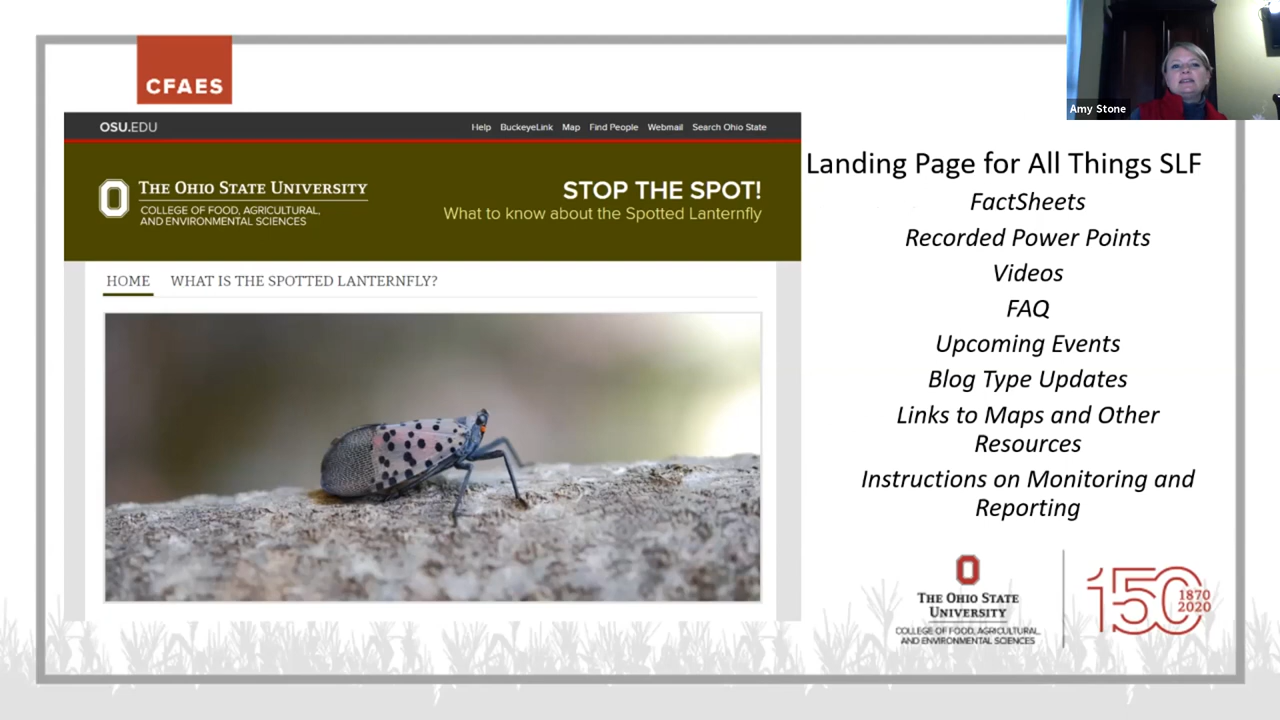 CFAES
Amy Stone
OSU.EDU
Help BuckeyeLink Map Find People Webmail Search Ohio State
THE OHIO STATE UNIVERSITY
COLLEGE OF FOOD, AGRICULTURAL,
AND ENVIRONMENTAL SCIENCES
STOP THE SPOT!
What to know about the Spotted Lanternfly
HOME WHAT IS THE SPOTTED LANTERNFLY?
Landing Page for All Things SLF
FactSheets
Recorded Power Points
Videos
FAQ
Upcoming Events
Blog Type Updates
Links to Maps and Other
Resources
Instructions on Monitoring and
Reporting
THE OHIO STATE
UNIVERSITY
COLLEGE OF FOOD, AGRICULTURAL,
AND ENVIRONMENTAL SCIENCES
150
1870
2020